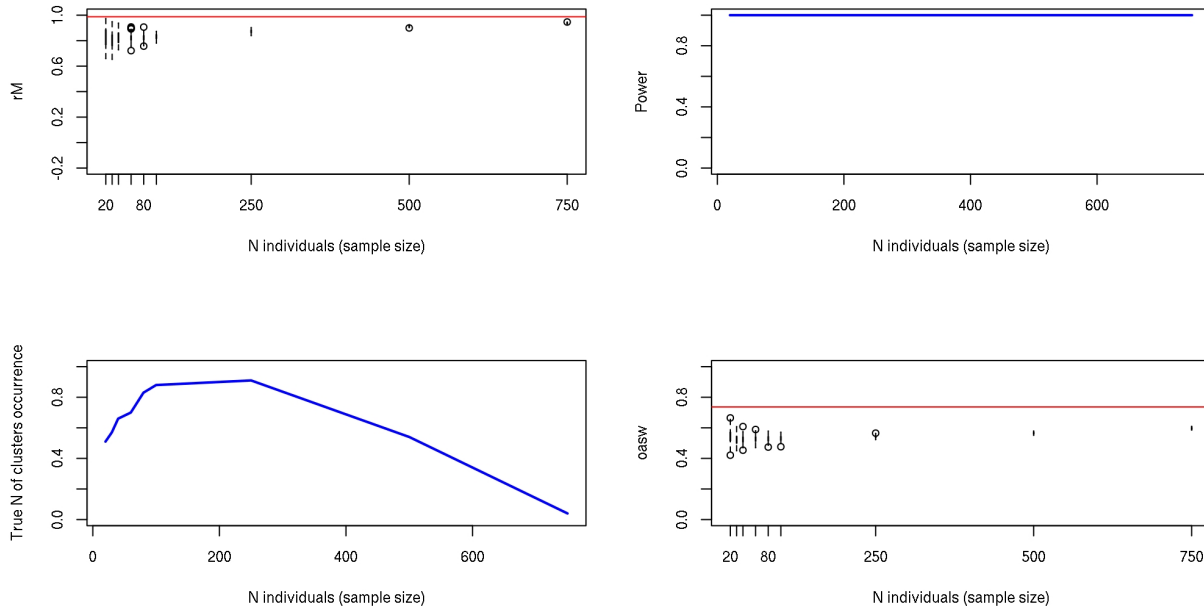 rM
1.0
0.6
0.2
-0.2
20 80 250 500 750
N individuals (sample size)
Power
0.8
0.4
0.0
0 200 400 600
N individuals (sample size)
True N of clusters occurrence
0.8
0.4
0.0
0 200 400 600
N individuals (sample size)
oasw
0.8
0.4
0.0
20 80 250 500 750
N individuals (sample size)